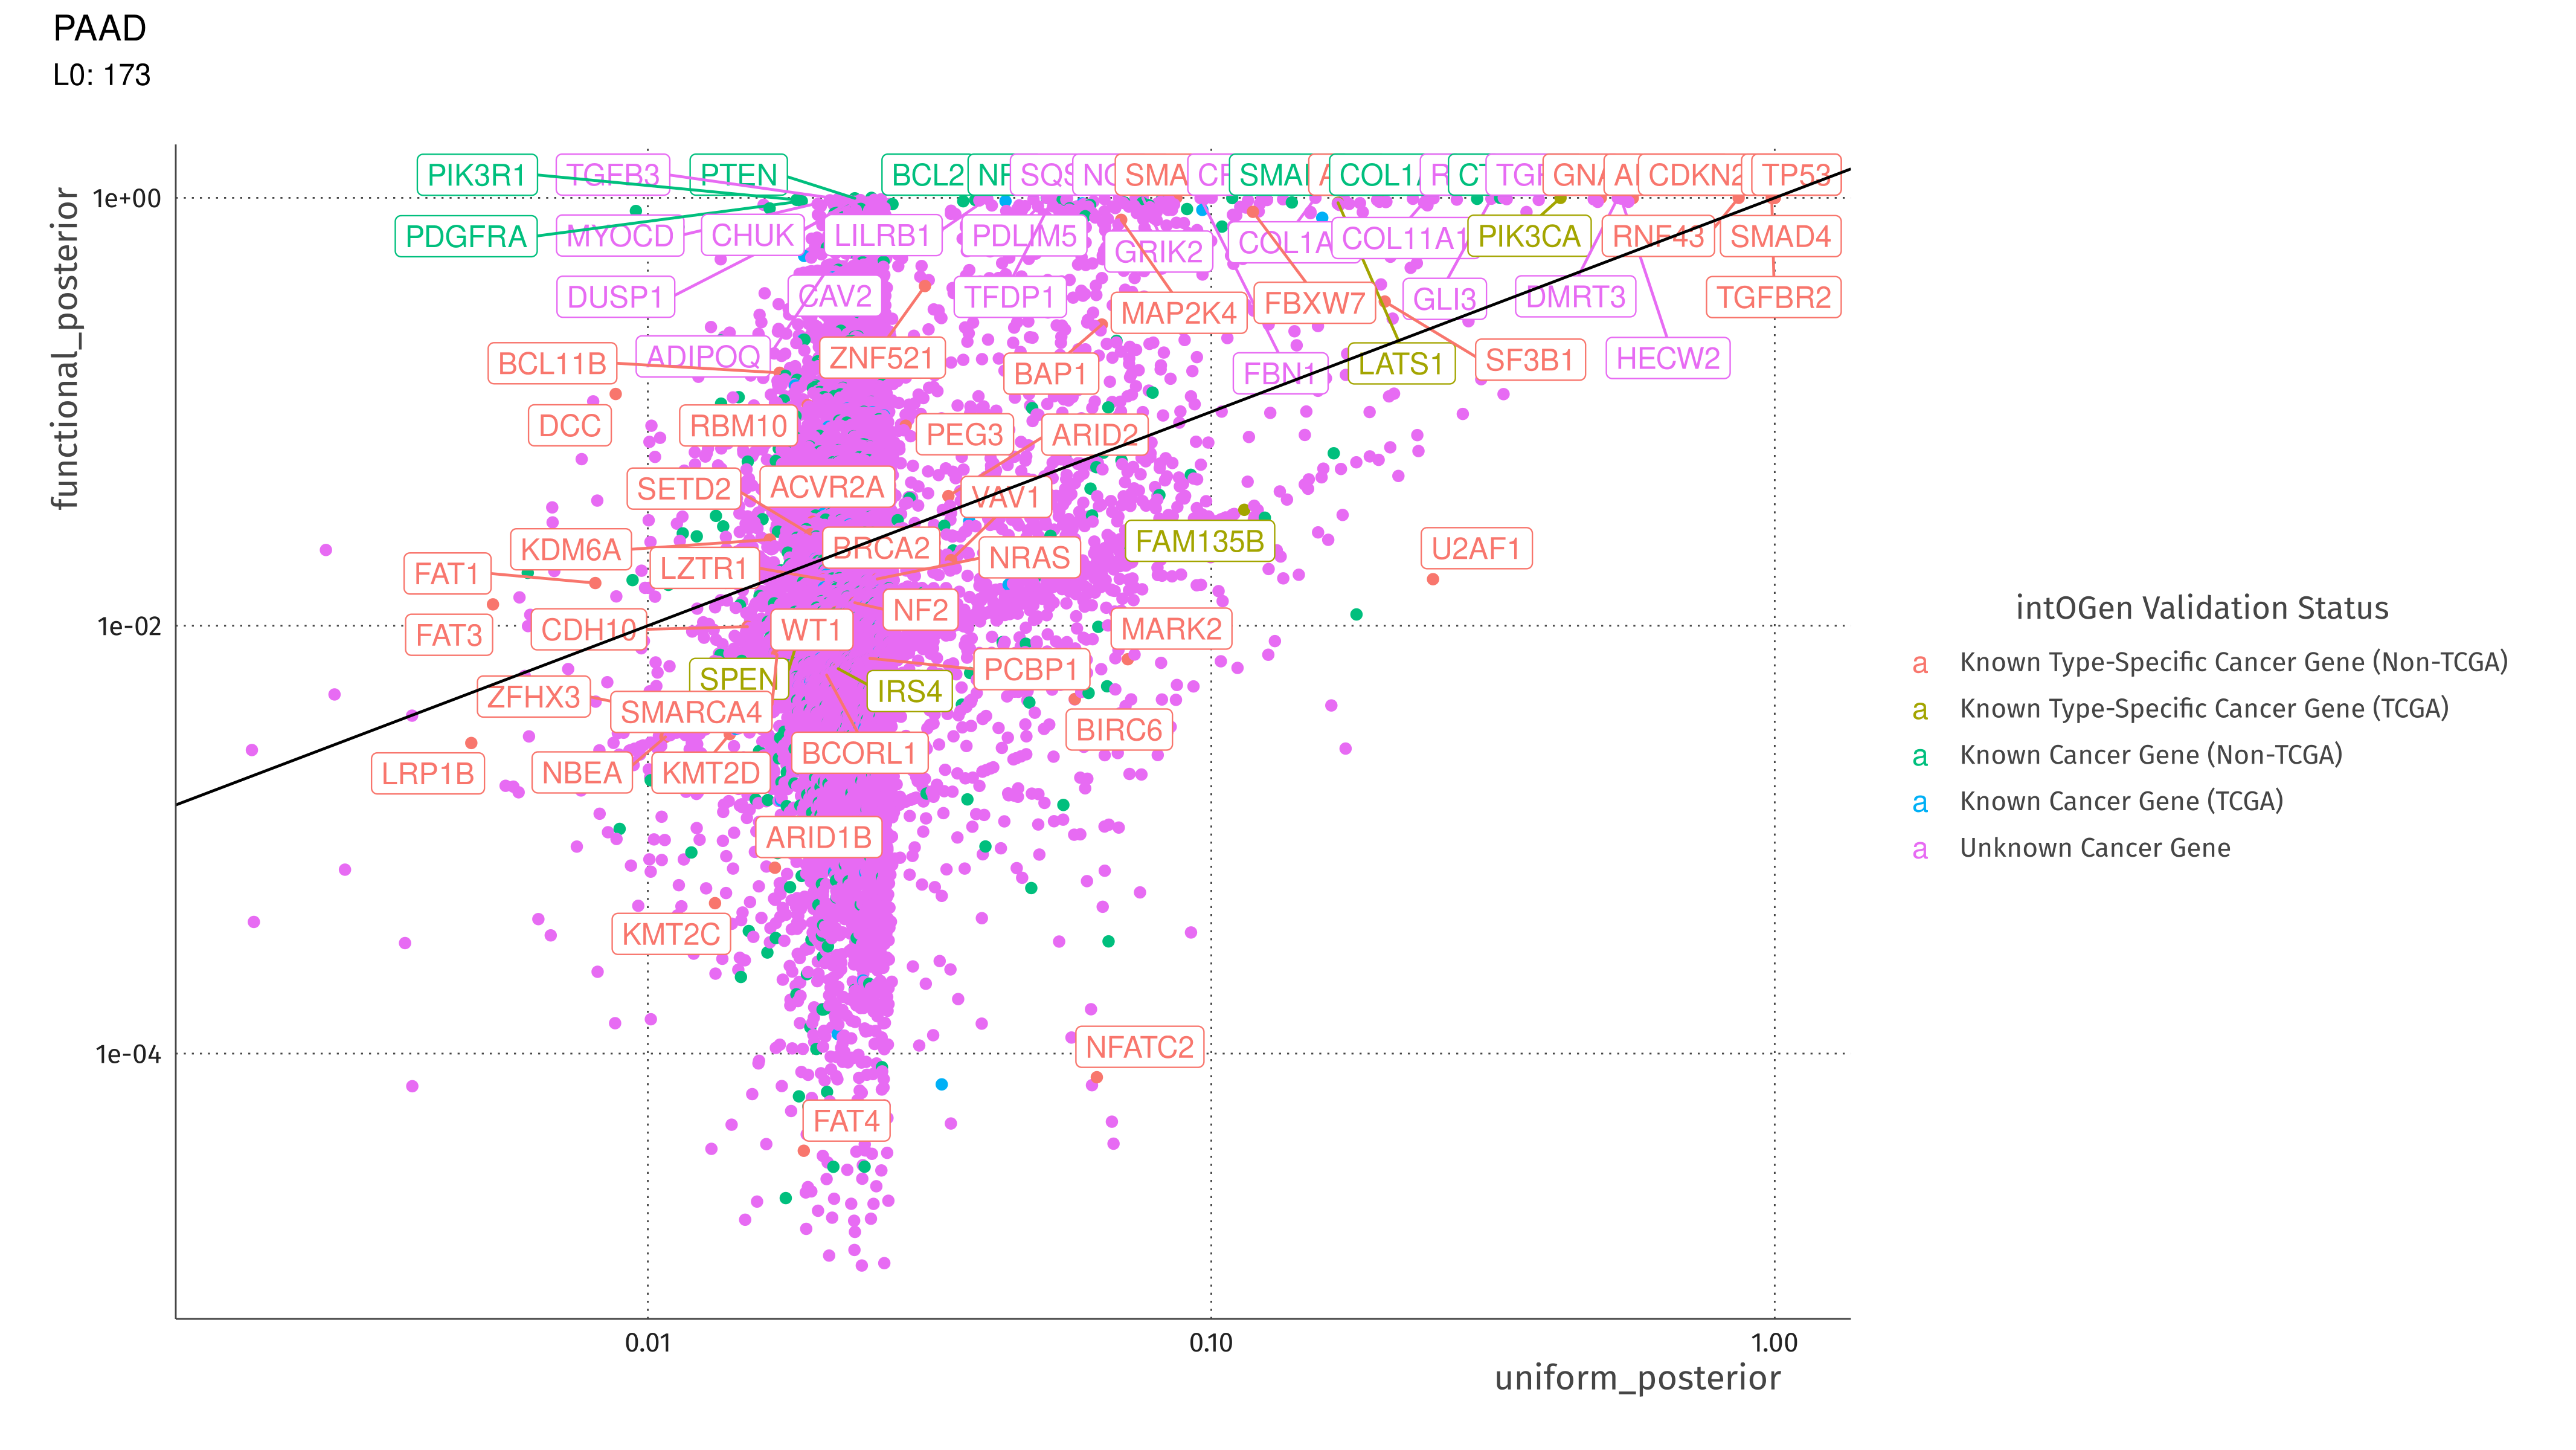 PAAD
L0: 173
PIK3R1
TGFB3
PTEN
BCL2
SMA
COL1
CDKN2
TP53
PDGFRA
MYOCD
CHUK
LILRB1
PDLIM5
GRIK2
COL1A
COL11A1
PIK3CA
RNF43
SMAD4
DUSP1
CAV2
TFDP1
MAP2K4
FBXW7
GLI3
DMRT3
TGFBR2
BCL11B
ADIPOQ
ZNF521
BAP1
FBN1
LATS1
SF3B1
HECW2
DCC
RBM10
PEG3
ARID2
SETD2
ACVR2A
VAV1
KDM6A
BRCA2
NRAS
FAM135B
U2AF1
FAT1
LZTR1
FAT3
CDH10
WT1
NF2
MARK2
SPEN
IRS4
PCBP1
ZFHX3
SMARCA4
BIRC6
LRP1B
NBEA
KMT2D
BCORL1
ARID1B
KMT2C
NFATC2
FAT4
functional_posterior
1e+00
1e-02
1e-04
0.01
0.10
1.00
uniform_posterior
intOGen Validation Status
a Known Type-Specific Cancer Gene (Non-TCGA)
a Known Type-Specific Cancer Gene (TCGA)
a Known Cancer Gene (Non-TCGA)
a Known Cancer Gene (TCGA)
a Unknown Cancer Gene